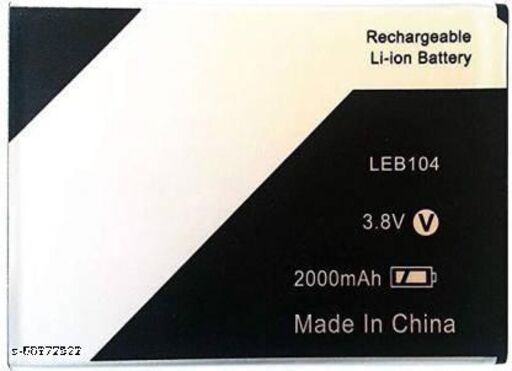 Rechargeable
Li-ion Battery
LEB104
3.8V V
2000mAh
Made In China